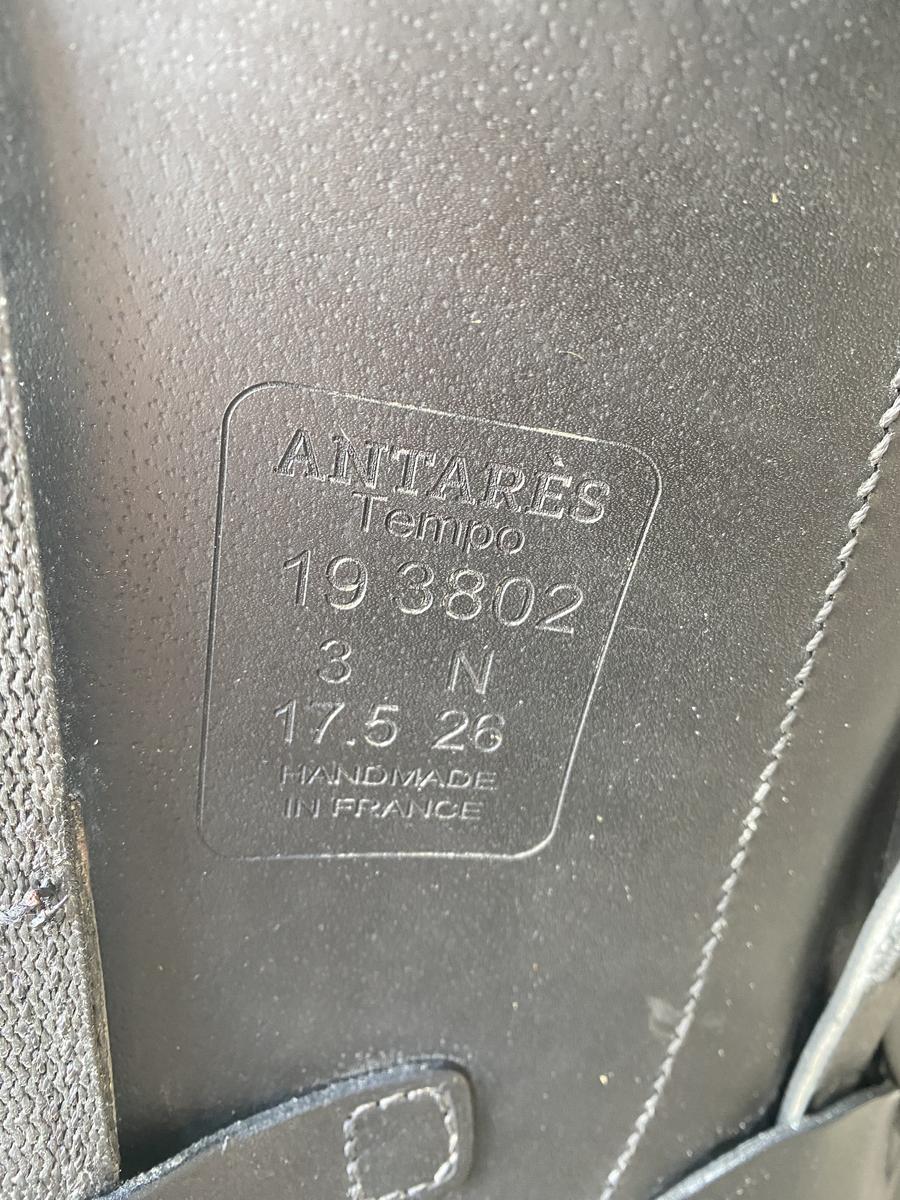 ANTARÈS
Tempo
19 3802
3 N
17.5 26
HANDMADE
IN FRANCE